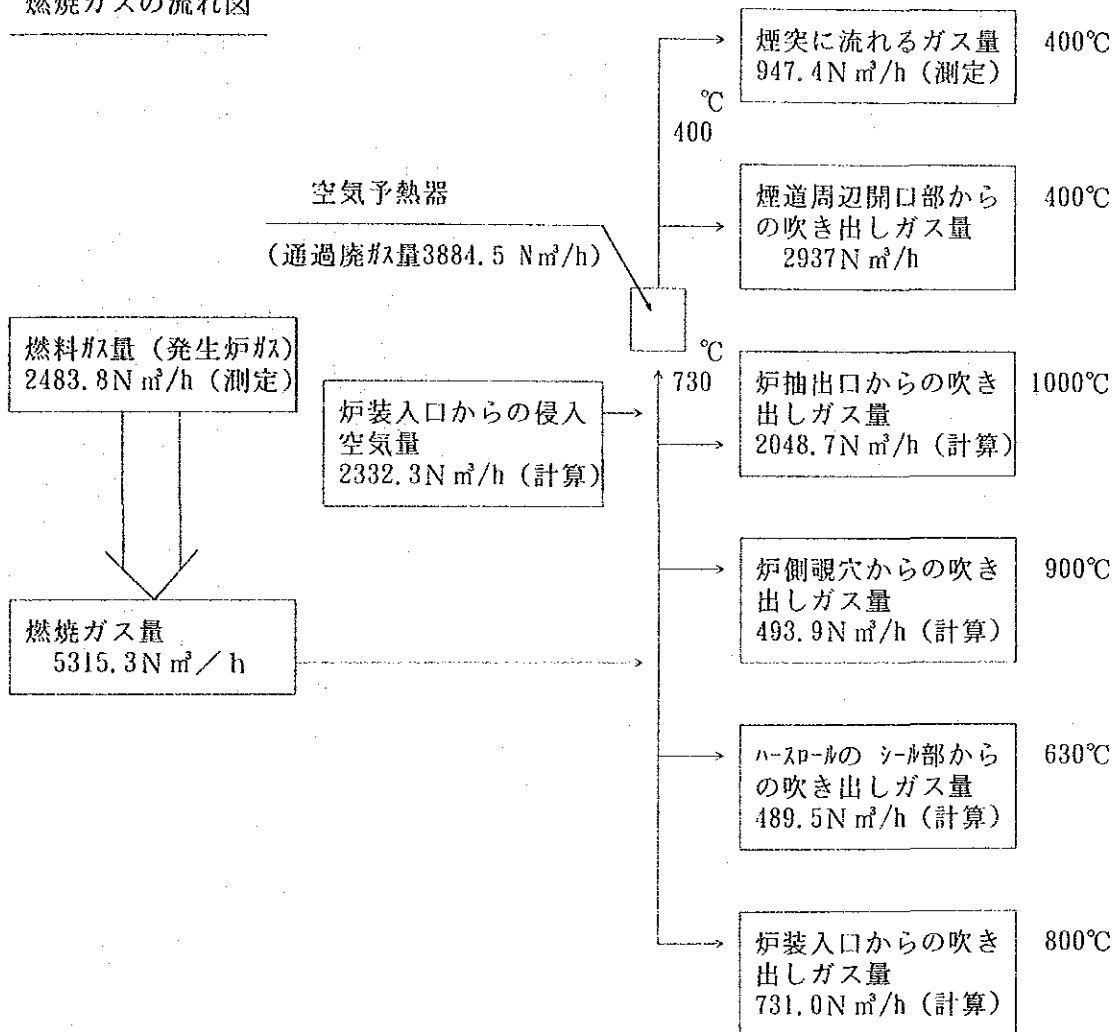 燃焼ガスの流れ図
煙突に流れるガス量
947.4N㎥/h (測定)
400℃
℃
400
煙道周辺開口部から
の吹き出しガス量
2937N㎥/h
400℃
空気予熱器
(通過廃ガス量3884.5 N㎥/h)
燃料ガス量 (発生炉ガス)
2483.8N㎥/h (測定)
℃
730
炉装入口からの侵入
空気量
2332.3N㎥/h (計算)
炉抽出口からの吹き
出しガス量
2048.7N㎥/h (計算)
1000℃
炉側覗穴からの吹き
出しガス量
493.9N㎥/h (計算)
900℃
燃焼ガス量
5315.3N㎥/h
ハースロールの シール部から
の吹き出しガス量
489.5N㎥/h (計算)
630℃
炉装入口からの吹き
出しガス量
731.0N㎥/h (計算)
800℃